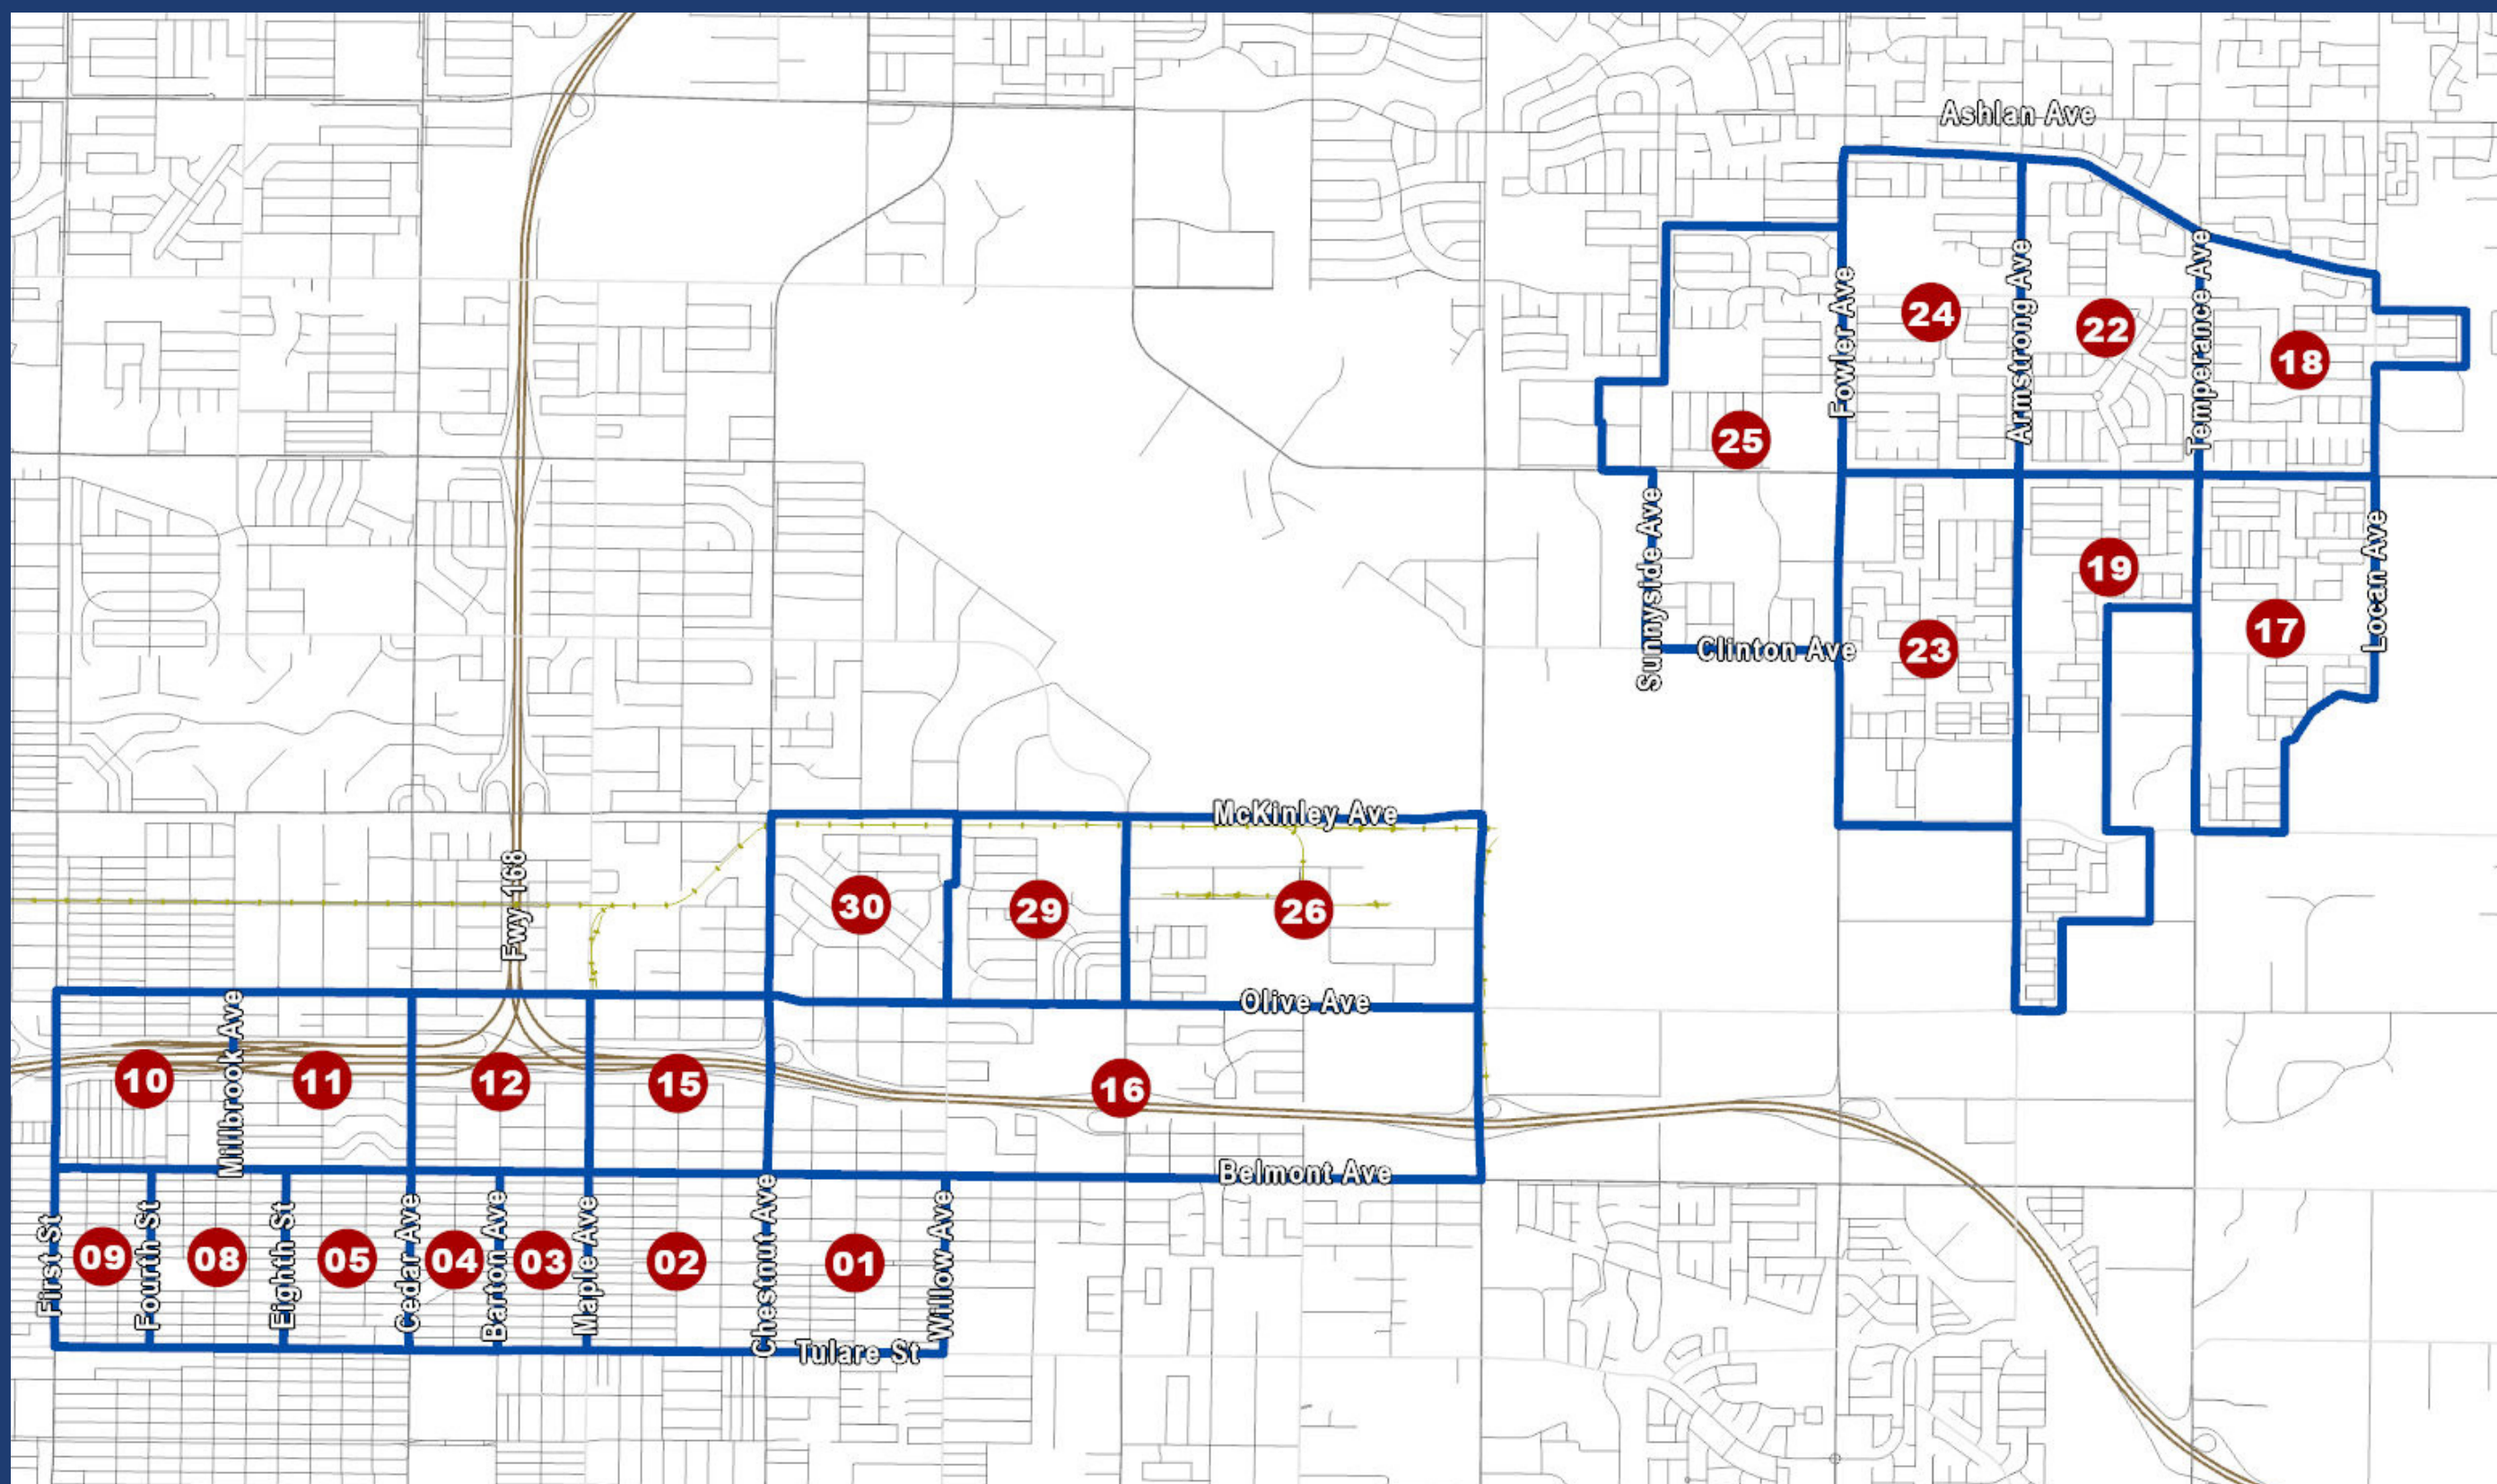 Ashlan Ave
Fowler Ave
Armstrong Ave
Temperance Ave
24
22
18
25
Sunnyside Ave
Locan Ave
19
17
23
Clinton Ave
McKinley Ave
Fwy 168
30
29
26
Olive Ave
Millbrook Ave
10
11
12
15
16
Belmont Ave
First St
Fourth St
Eighth St
Cedar Ave
Barton Ave
Maple Ave
Chestnut Ave
Willow Ave
09
08
05
04
03
02
01
Tulare St